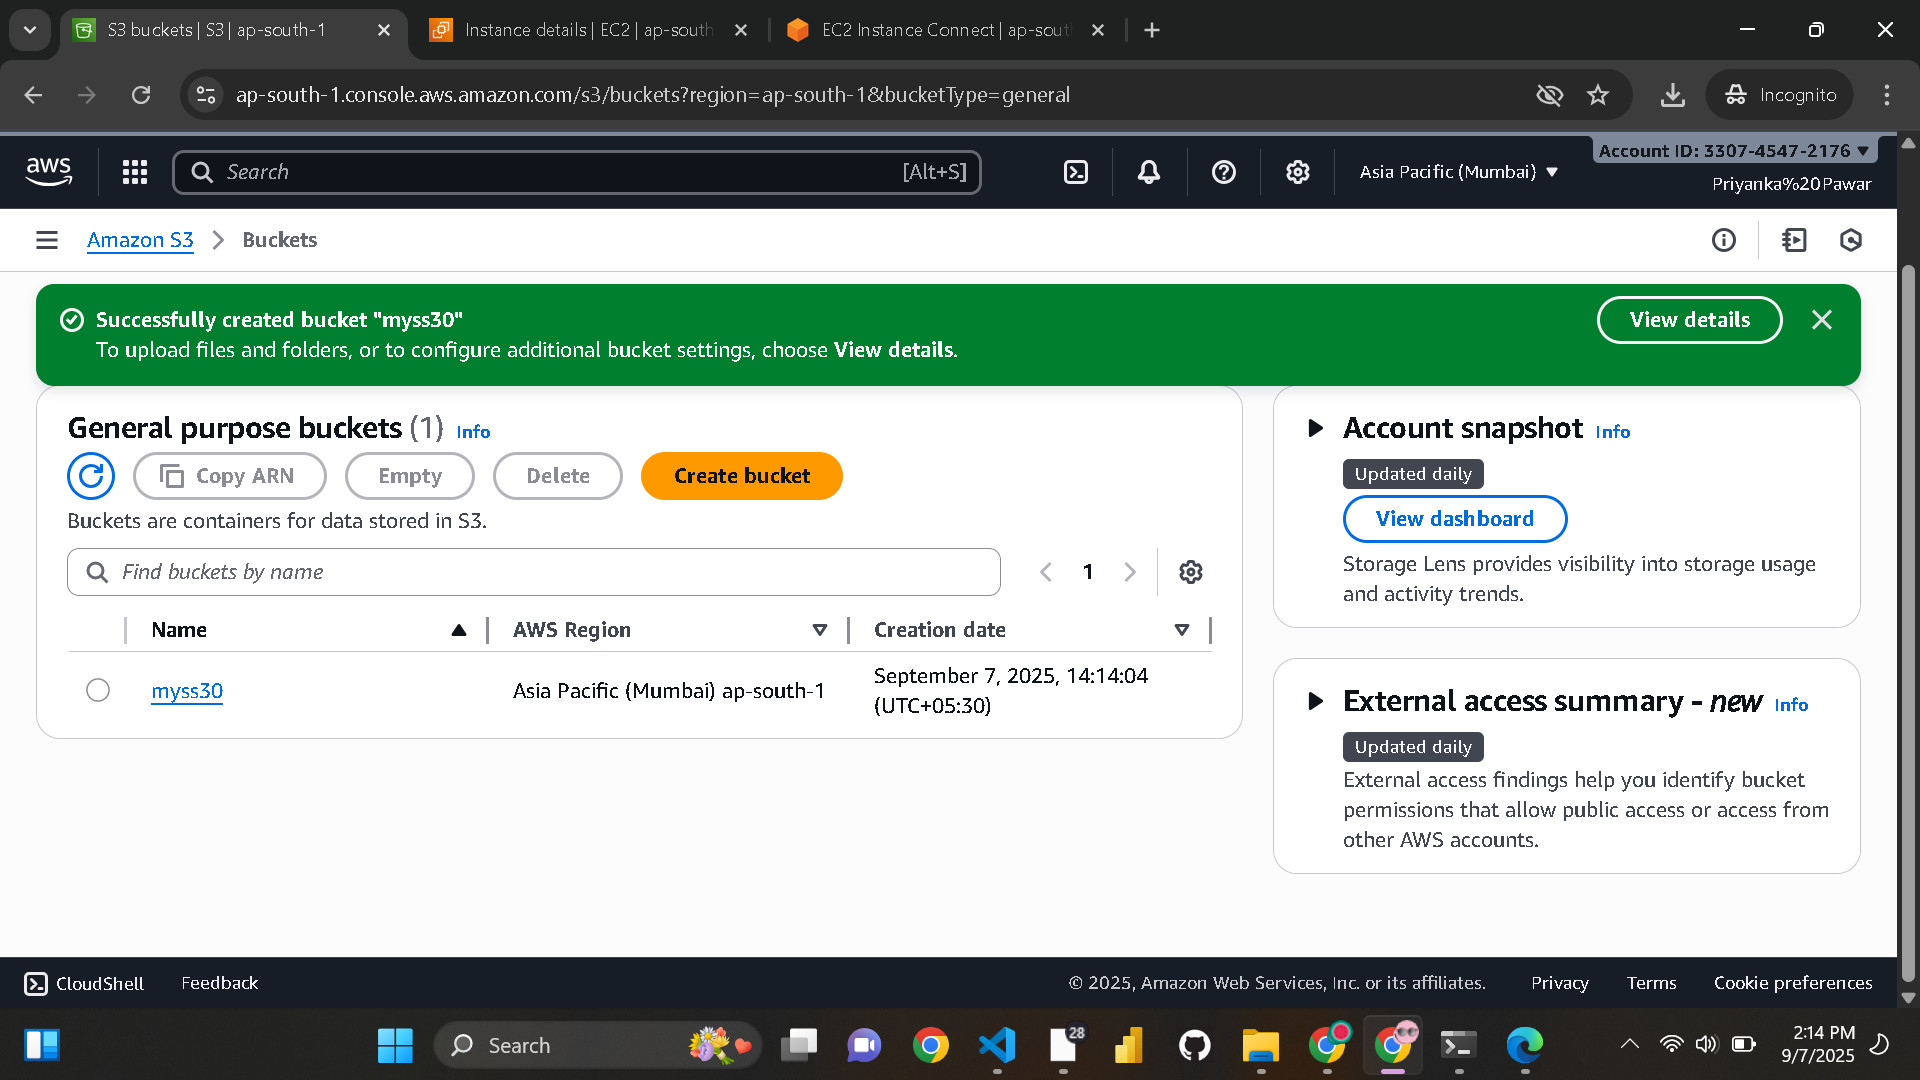 S3 buckets | S3 | ap-south-1
Instance details | EC2 | ap-south
EC2 Instance Connect | ap-sout
ap-south-1.console.aws.amazon.com/s3/buckets?region=ap-south-1&bucketType=general
Incognito
aws
Search
[Alt+S]
Asia Pacific (Mumbai)
Account ID: 3307-4547-2176
Priyanka%20Pawar
Amazon S3
Buckets
Successfully created bucket "myss30"
To upload files and folders, or to configure additional bucket settings, choose View details.
View details
General purpose buckets (1) Info
Copy ARN
Empty
Delete
Create bucket
Buckets are containers for data stored in S3.
Find buckets by name
1
Name
AWS Region
Creation date
myss30
Asia Pacific (Mumbai) ap-south-1
September 7, 2025, 14:14:04
(UTC+05:30)
Account snapshot Info
Updated daily
View dashboard
Storage Lens provides visibility into storage usage
and activity trends.
External access summary - new Info
Updated daily
External access findings help you identify bucket
permissions that allow public access or access from
other AWS accounts.
CloudShell
Feedback
© 2025, Amazon Web Services, Inc. or its affiliates.
Privacy
Terms
Cookie preferences
Search
28
2:14 PM
9/7/2025